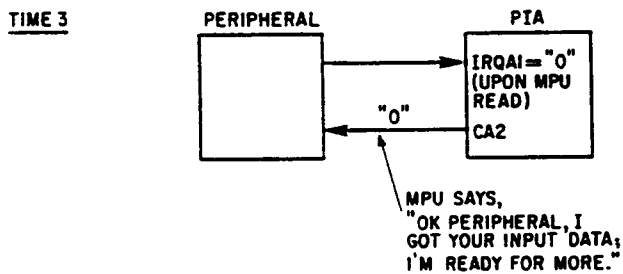 TIME 3
PERIPHERAL
PIA
IRQA1="0"
(UPON MPU
READ)
"0"
CA2
MPU SAYS,
"OK PERIPHERAL, I
GOT YOUR INPUT DATA;
I'M READY FOR MORE."